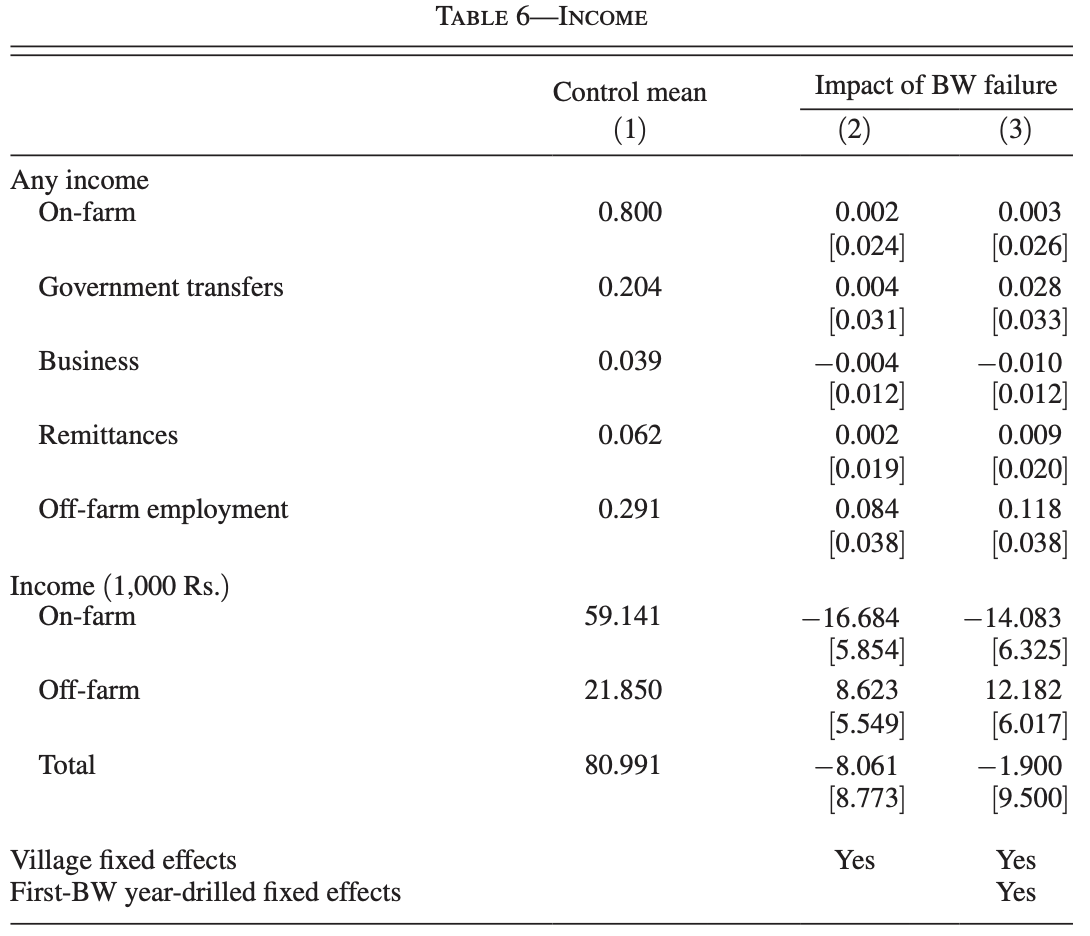 TABLE 6—INCOME
Control mean Impact of BW failure
(1) (2) (3)
Any income
On-farm 0.800 0.002 0.003
[0.024] [0.026]
Government transfers 0.204 0.004 0.028
[0.031] [0.033]
Business 0.039 −0.004 −0.010
[0.012] [0.012]
Remittances 0.062 0.002 0.009
[0.019] [0.020]
Off-farm employment 0.291 0.084 0.118
[0.038] [0.038]
Income (1,000 Rs.)
On-farm 59.141 −16.684 −14.083
[5.854] [6.325]
Off-farm 21.850 8.623 12.182
[5.549] [6.017]
Total 80.991 −8.061 −1.900
[8.773] [9.500]
Village fixed effects Yes Yes
First-BW year-drilled fixed effects Yes